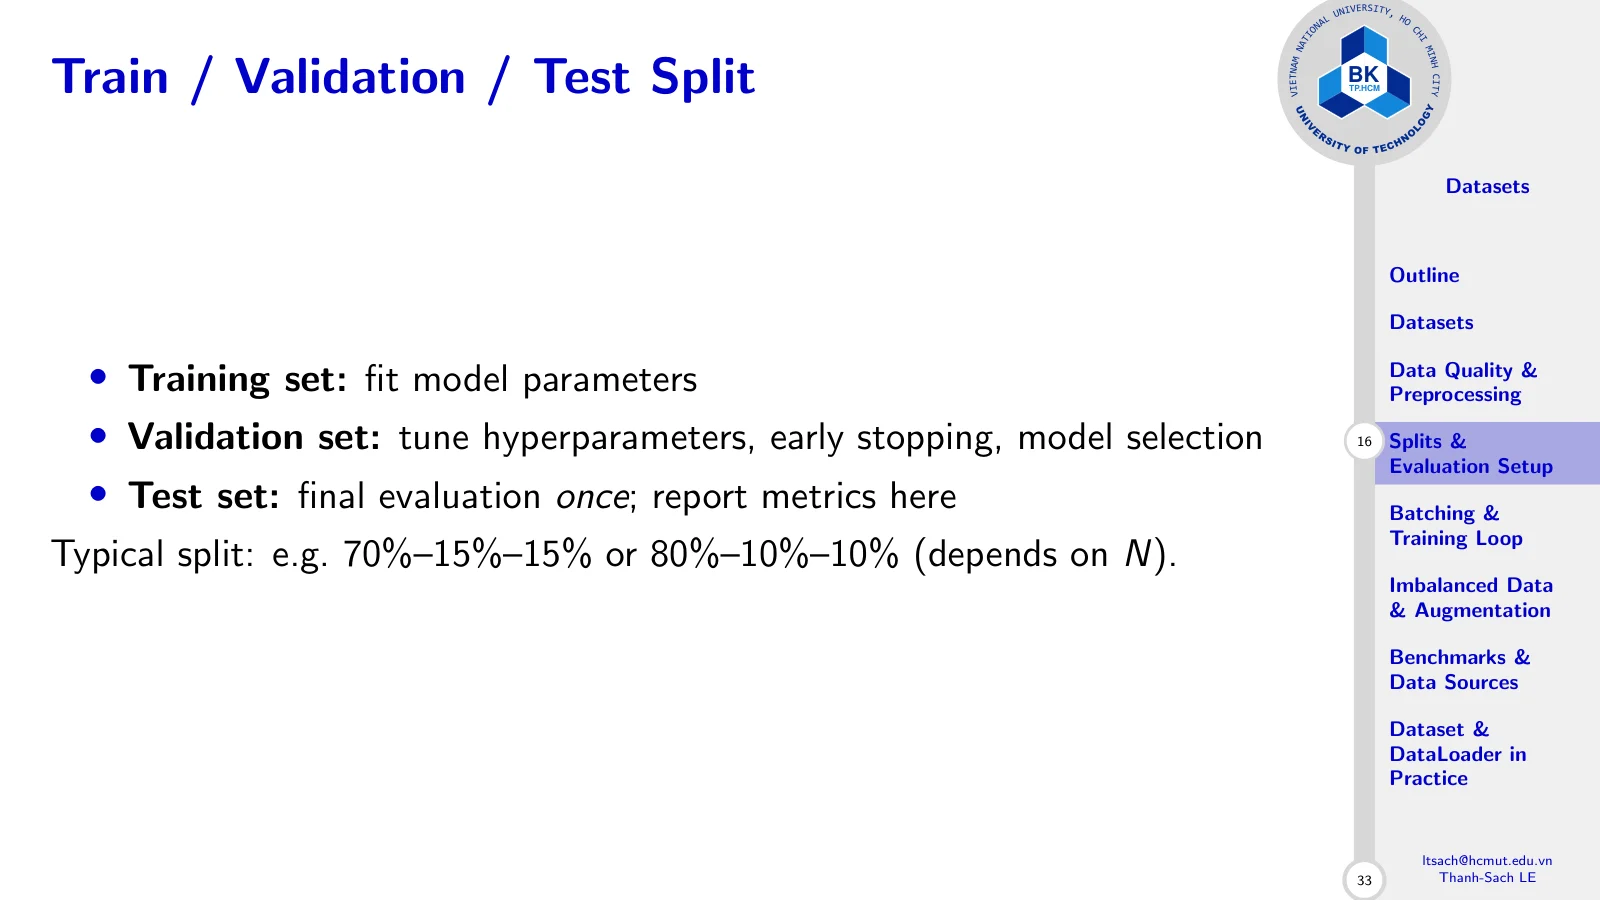 Train / Validation / Test Split
• Training set: fit model parameters
• Validation set: tune hyperparameters, early stopping, model selection
• Test set: final evaluation once; report metrics here
Typical split: e.g. 70%–15%–15% or 80%–10%–10% (depends on N).
VIETNAM NATIONAL UNIVERSITY, HO CHI MINH CITY
BK
TP.HCM
UNIVERSITY OF TECHNOLOGY
Datasets
Outline
Datasets
Data Quality &
Preprocessing
16
Splits &
Evaluation Setup
Batching &
Training Loop
Imbalanced Data
& Augmentation
Benchmarks &
Data Sources
Dataset &
DataLoader in
Practice
ltsach@hcmut.edu.vn
Thanh-Sach LE
33